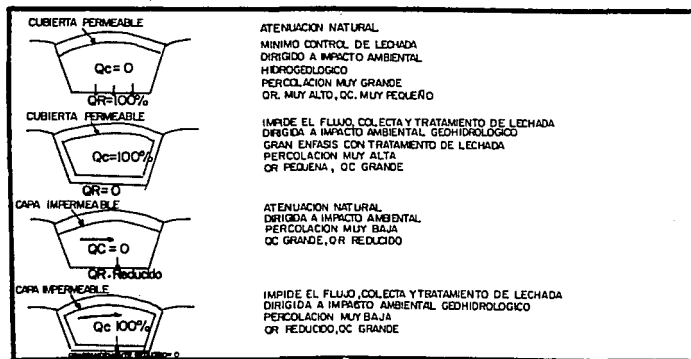 CUBIERTA PERMEABLE
Qc = 0
QR=100%
ATENUACION NATURAL
MINIMO CONTROL DE LECHADA
DIRIGIDO A IMPACTO AMBIENTAL
HIDROGEOLOGICO
PERCOLACION MUY GRANDE
QR. MUY ALTO, QC. MUY PEQUEÑO
CUBIERTA PERMEABLE
Qc=100%
QR= 0
IMPIDE EL FLUJO, COLECTA Y TRATAMIENTO DE LECHADA
DIRIGIDA A IMPACTO AMBIENTAL GEOHIDROLOGICO
GRAN ENFASIS CON TRATAMIENTO DE LECHADA
PERCOLACION MUY ALTA
QR PEQUENA, QC GRANDE
CAPA IMPERMEABLE
QC = 0
QR.Reducido
ATENUACION NATURAL
DIRIGIDA A IMPACTO AMBIENTAL
PERCOLACION MUY BAJA
QC GRANDE, QR REDUCIDO
CAPA IMPERMEABLE
Qc 100%
IMPIDE EL FLUJO, COLECTA Y TRATAMIENTO DE LECHADA
DIRIGIDA A IMPACTO AMBIENTAL GEOHIDROLOGICO
PERCOLACION MUY BAJA
QR REDUCIDO, QC GRANDE